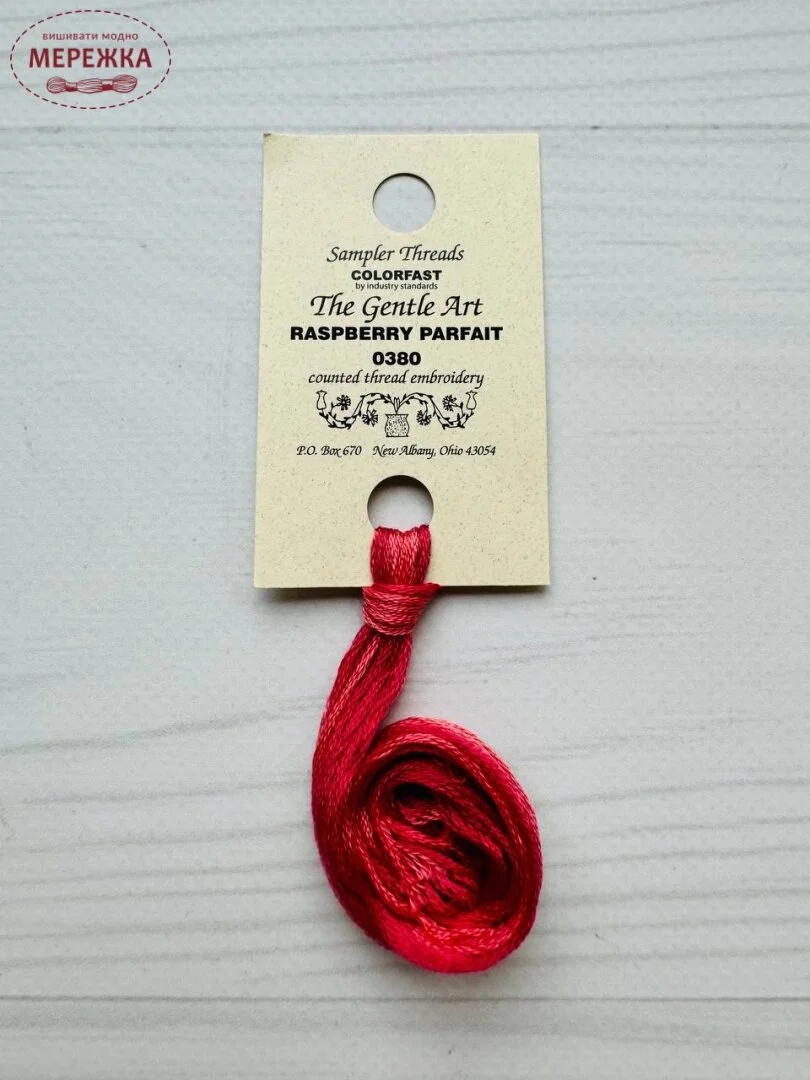 вишивати модно
МЕРЕЖКА
Sampler Threads
COLORFAST
by industry standards
The Gentle Art
RASPBERRY PARFAIT
0380
counted thread embroidery
P.O. Box 670 New Albany, Ohio 43054